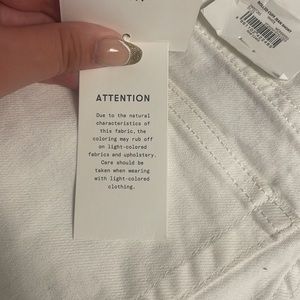 ATTENTION
Due to the natural
characteristics of
this fabric, the
coloring may rub off
on light-colored
fabrics and upholstery.
Care should be
taken when wearing
with light-colored
clothing.